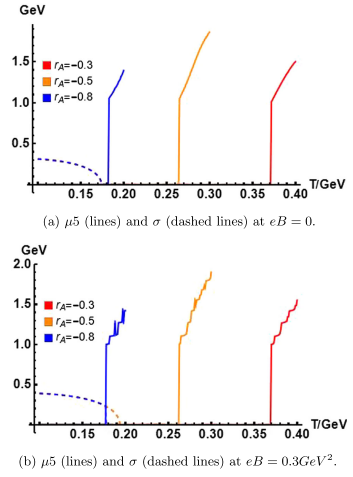 GeV
r_A=−0.3
r_A=−0.5
r_A=−0.8
1.5
1.0
0.5
0.15 0.20 0.25 0.30 0.35 0.40
T/GeV
(a) μ5 (lines) and σ (dashed lines) at eB = 0.
GeV
2.0
r_A=−0.3
r_A=−0.5
r_A=−0.8
1.5
1.0
0.5
T/GeV
0.15 0.20 0.25 0.30 0.35 0.40
(b) μ5 (lines) and σ (dashed lines) at eB = 0.3GeV².